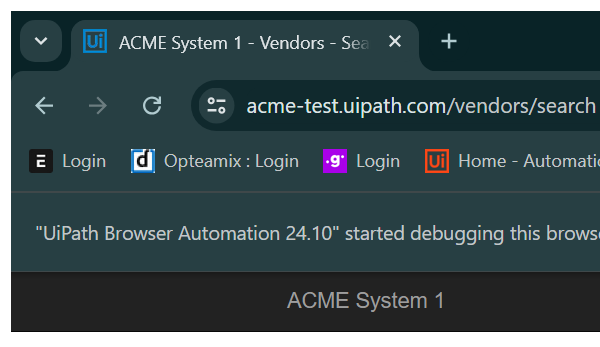 Ui ACME System 1 - Vendors - Sea
acme-test.uipath.com/vendors/search
E Login d Opteamix : Login .g Login Ui Home - Automatic
"UiPath Browser Automation 24.10" started debugging this browse
ACME System 1